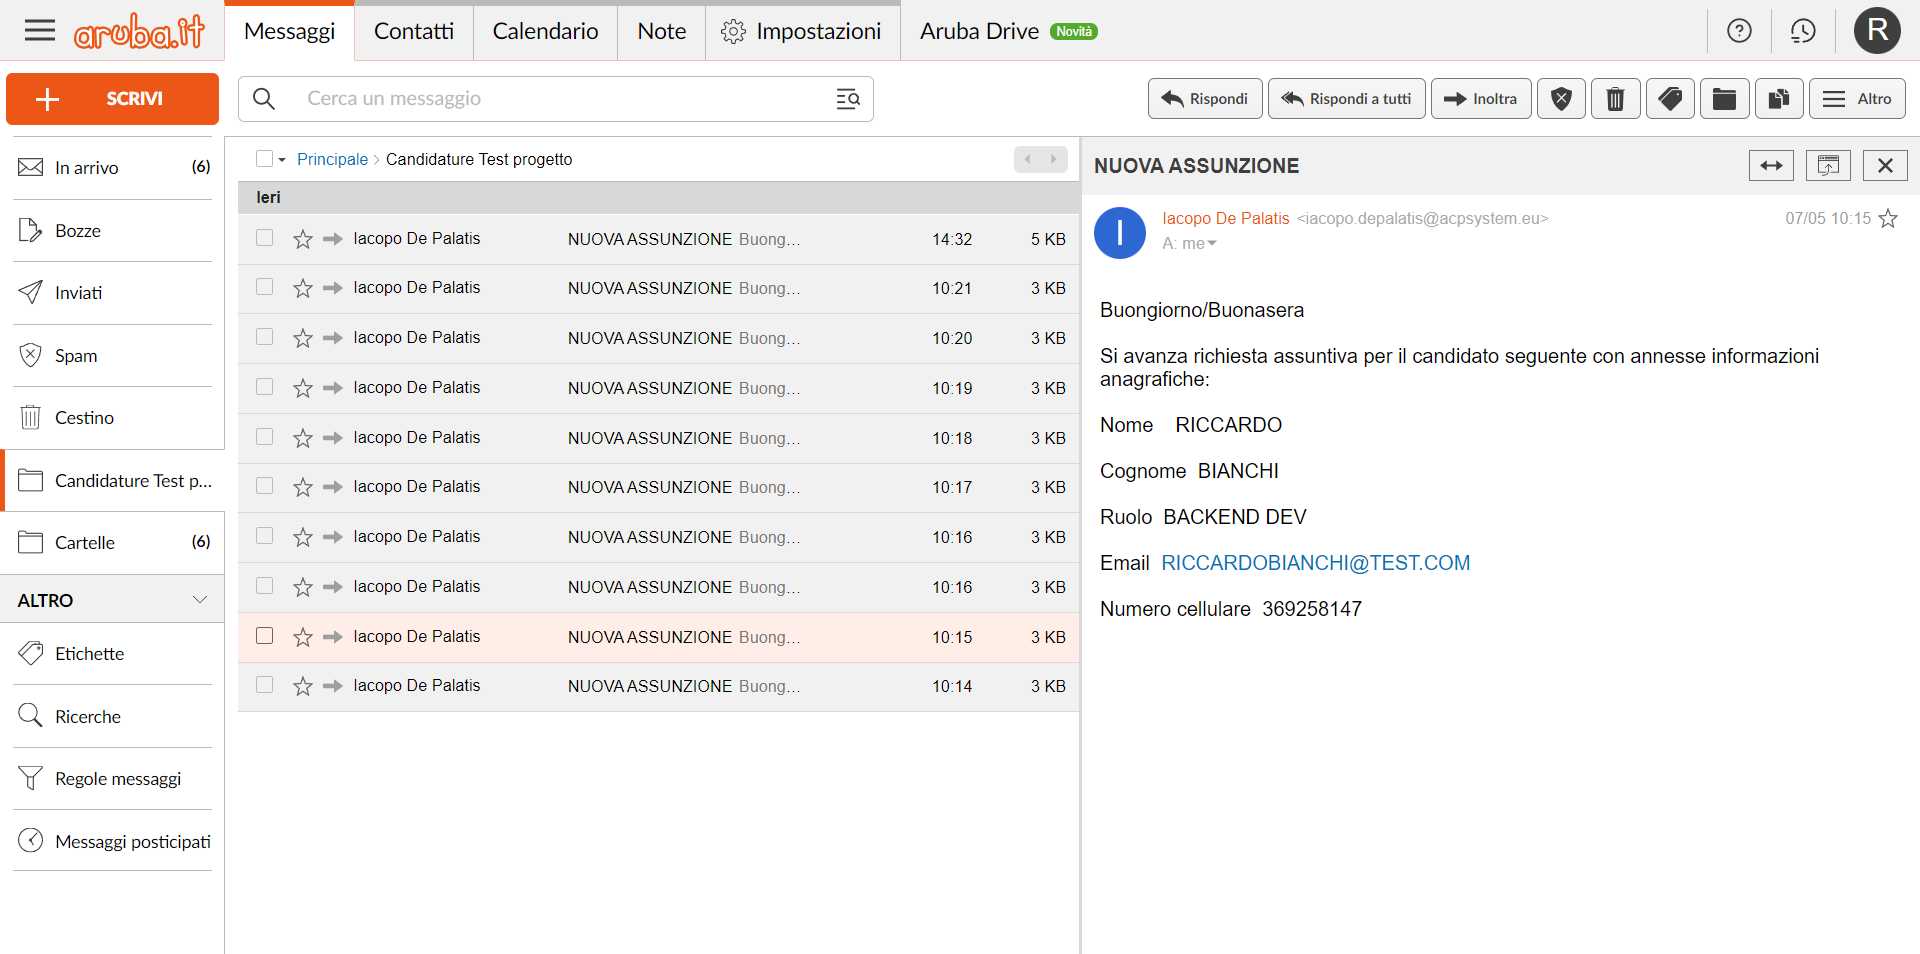 aruba.it
Messaggi
Contatti
Calendario
Note
Impostazioni
Aruba Drive Novità
R
SCRIVI
Cerca un messaggio
Rispondi
Rispondi a tutti
Inoltra
Altro
In arrivo (6)
Bozze
Inviati
Spam
Cestino
Candidature Test p...
Cartelle (6)
ALTRO
Etichette
Ricerche
Regole messaggi
Messaggi posticipati
Principale > Candidature Test progetto
Ieri
Iacopo De Palatis NUOVA ASSUNZIONE Buong... 14:32 5 KB
Iacopo De Palatis NUOVA ASSUNZIONE Buong... 10:21 3 KB
Iacopo De Palatis NUOVA ASSUNZIONE Buong... 10:20 3 KB
Iacopo De Palatis NUOVA ASSUNZIONE Buong... 10:19 3 KB
Iacopo De Palatis NUOVA ASSUNZIONE Buong... 10:18 3 KB
Iacopo De Palatis NUOVA ASSUNZIONE Buong... 10:17 3 KB
Iacopo De Palatis NUOVA ASSUNZIONE Buong... 10:16 3 KB
Iacopo De Palatis NUOVA ASSUNZIONE Buong... 10:16 3 KB
Iacopo De Palatis NUOVA ASSUNZIONE Buong... 10:15 3 KB
Iacopo De Palatis NUOVA ASSUNZIONE Buong... 10:14 3 KB
NUOVA ASSUNZIONE
I
Iacopo De Palatis <iacopo.depalatis@acpsystem.eu> 07/05 10:15
A: me
Buongiorno/Buonasera
Si avanza richiesta assuntiva per il candidato seguente con annesse informazioni
anagrafiche:
Nome RICCARDO
Cognome BIANCHI
Ruolo BACKEND DEV
Email RICCARDOBIANCHI@TEST.COM
Numero cellulare 369258147